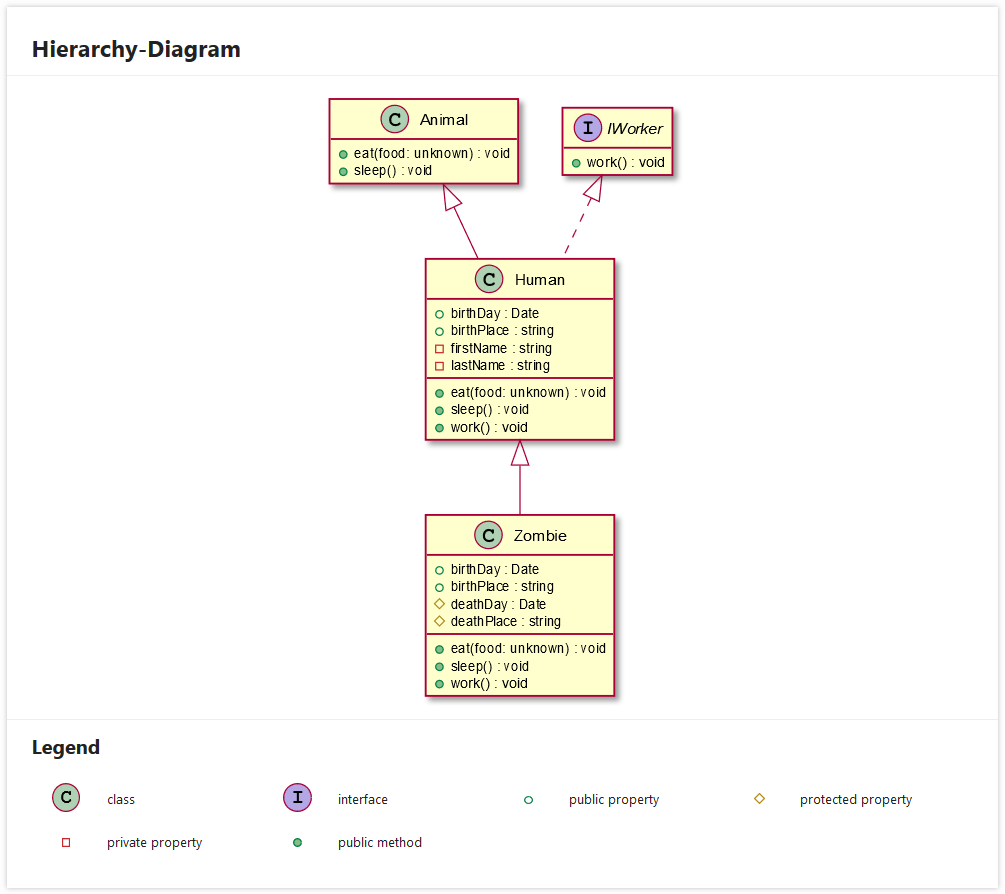 Hierarchy-Diagram
C Animal
eat(food: unknown) : void
sleep() : void
I IWorker
work() : void
C Human
birthDay : Date
birthPlace : string
firstName : string
lastName : string
eat(food: unknown) : void
sleep() : void
work() : void
C Zombie
birthDay : Date
birthPlace : string
deathDay : Date
deathPlace : string
eat(food: unknown) : void
sleep() : void
work() : void
Legend
C class
I interface
public property
protected property
private property
public method